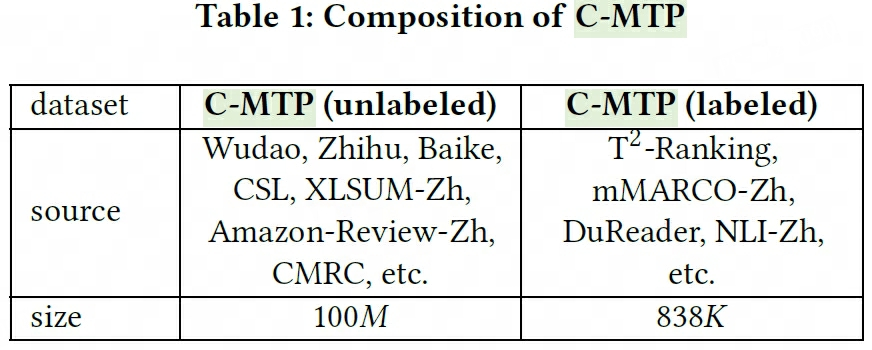 Table 1: Composition of C-MTP
dataset C-MTP (unlabeled) C-MTP (labeled)
source
Wudao, Zhihu, Baike,
CSL, XLSUM-Zh,
Amazon-Review-Zh,
CMRC, etc.
T²-Ranking,
mMARCO-Zh,
DuReader, NLI-Zh,
etc.
size 100M 838K